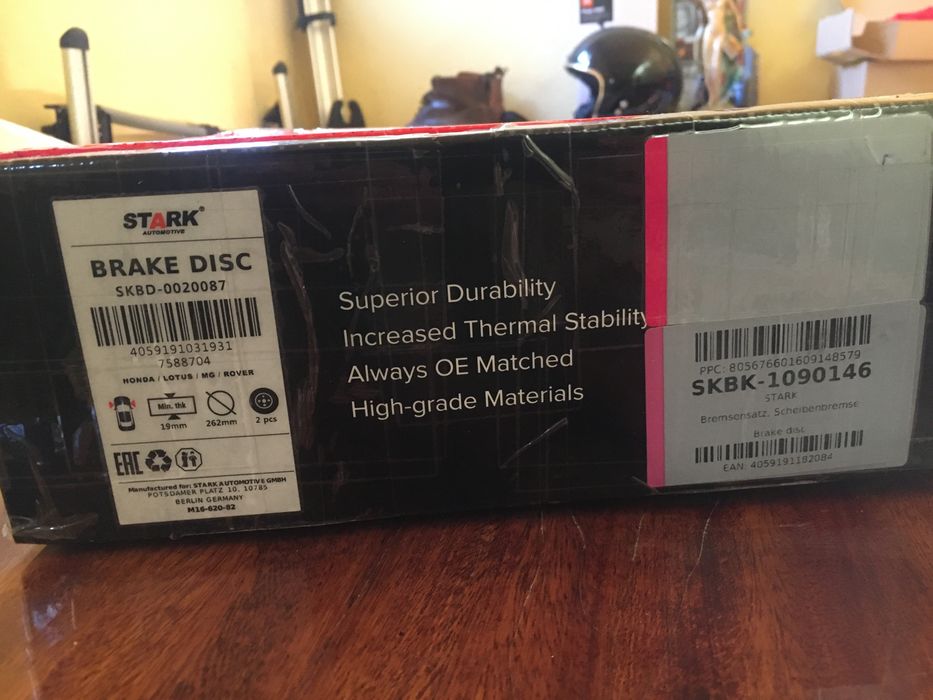 STARK®
AUTOMOTIVE
BRAKE DISC
SKBD-0020087
4059191031931
7588704
HONDA / LOTUS / MG / ROVER
Min. thk
19mm
262mm
2 pcs
EAC
Manufactured for: STARK AUTOMOTIVE GMBH
POTSDAMER PLATZ 10, 10785
BERLIN GERMANY
M16-620-82
Superior Durability
Increased Thermal Stability
Always OE Matched
High-grade Materials
PPC: 805676601609148579
SKBK-1090146
STARK
Bremsensatz, Scheibenbremse
Brake disc
EAN: 4059191182084